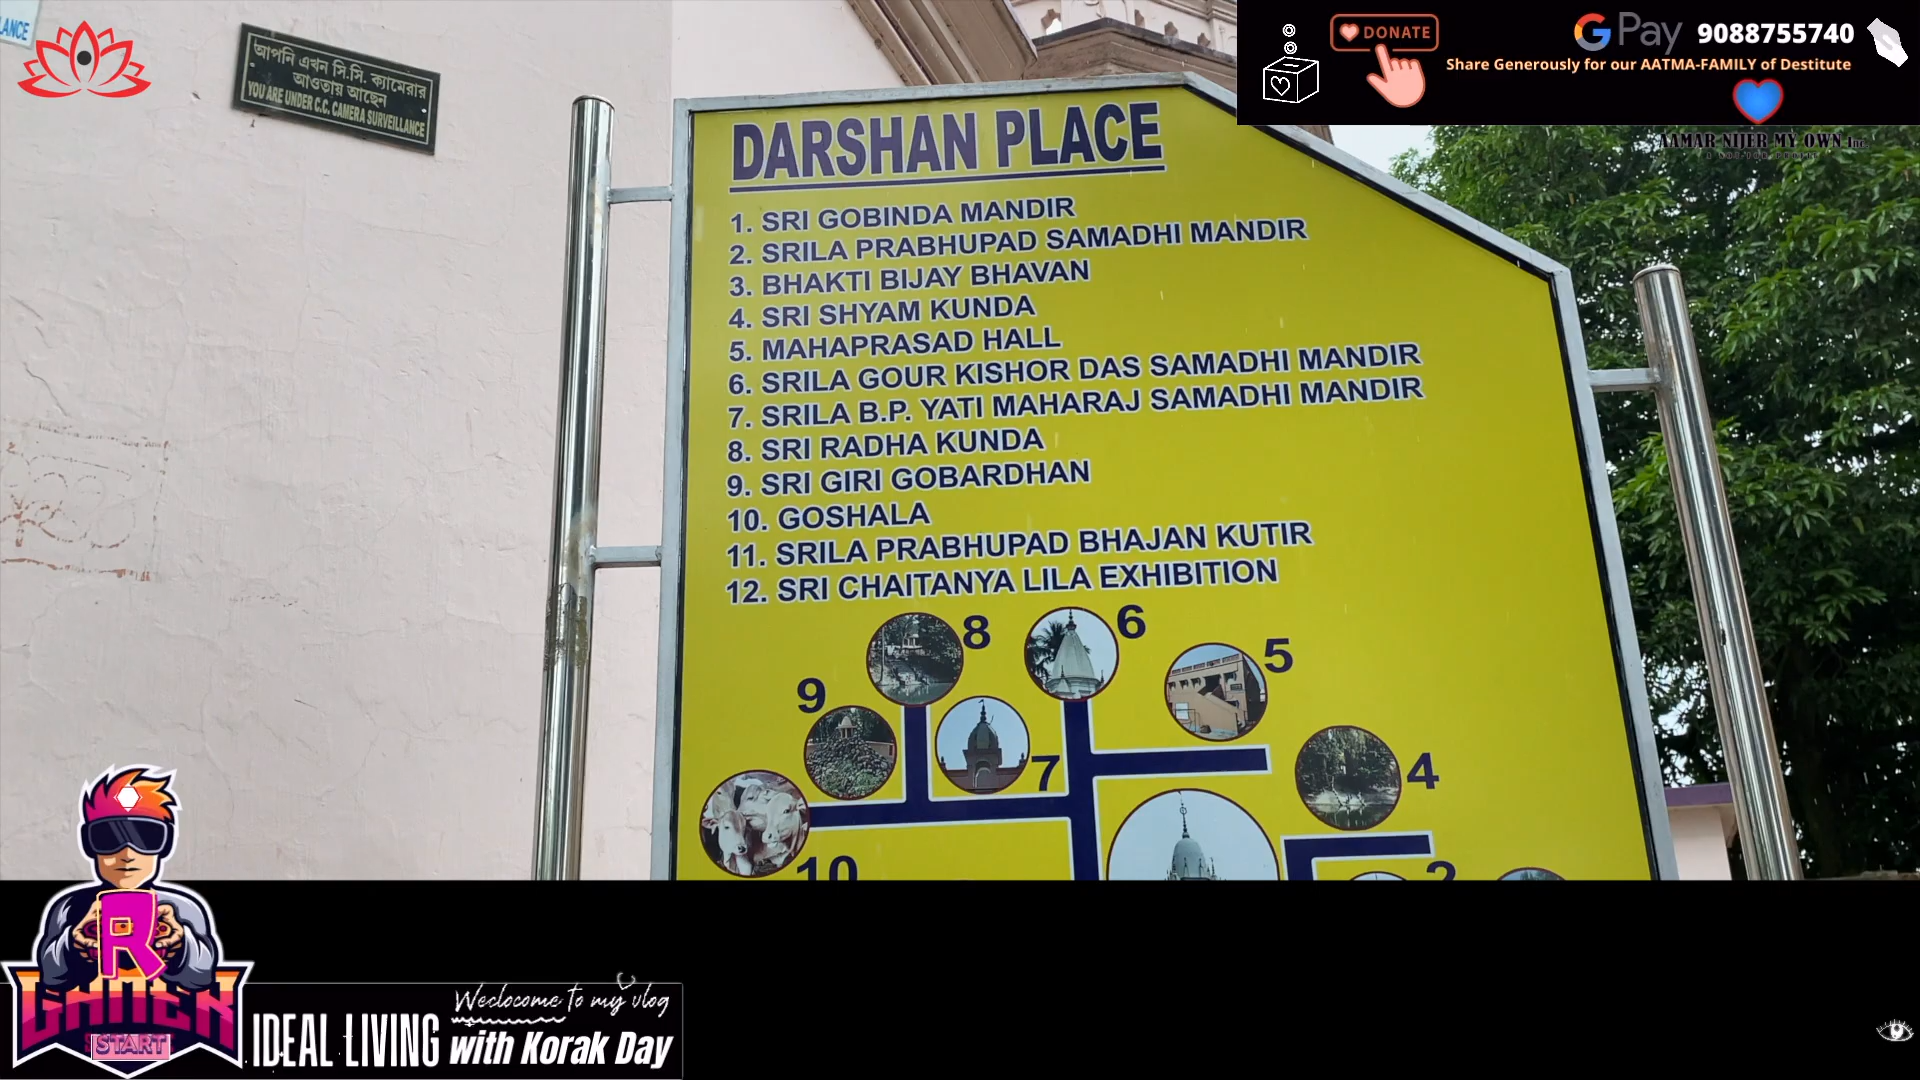 LANCE
আপনি এখন সি.সি. ক্যামেরার
আওতায় আছেন
YOU ARE UNDER C.C. CAMERA SURVEILLANCE
DONATE
G Pay 9088755740
Share Generously for our AATMA-FAMILY of Destitute
AAMAR NIJER MY OWN Inc
DARSHAN PLACE
1. SRI GOBINDA MANDIR
2. SRILA PRABHUPAD SAMADHI MANDIR
3. BHAKTI BIJAY BHAVAN
4. SRI SHYAM KUNDA
5. MAHAPRASAD HALL
6. SRILA GOUR KISHOR DAS SAMADHI MANDIR
7. SRILA B.P. YATI MAHARAJ SAMADHI MANDIR
8. SRI RADHA KUNDA
9. SRI GIRI GOBARDHAN
10. GOSHALA
11. SRILA PRABHUPAD BHAJAN KUTIR
12. SRI CHAITANYA LILA EXHIBITION
8
6
5
9
7
4
10
2
R
GAMER
START
IDEAL LIVING
Weclocome to my vlog
with Korak Day